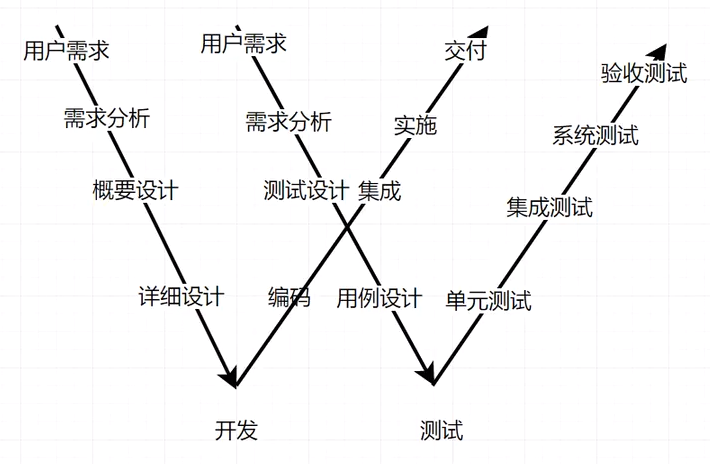 用户需求
用户需求
交付
验收测试
需求分析
需求分析
实施
系统测试
概要设计
测试设计
集成
集成测试
详细设计
编码
用例设计
单元测试
开发
测试